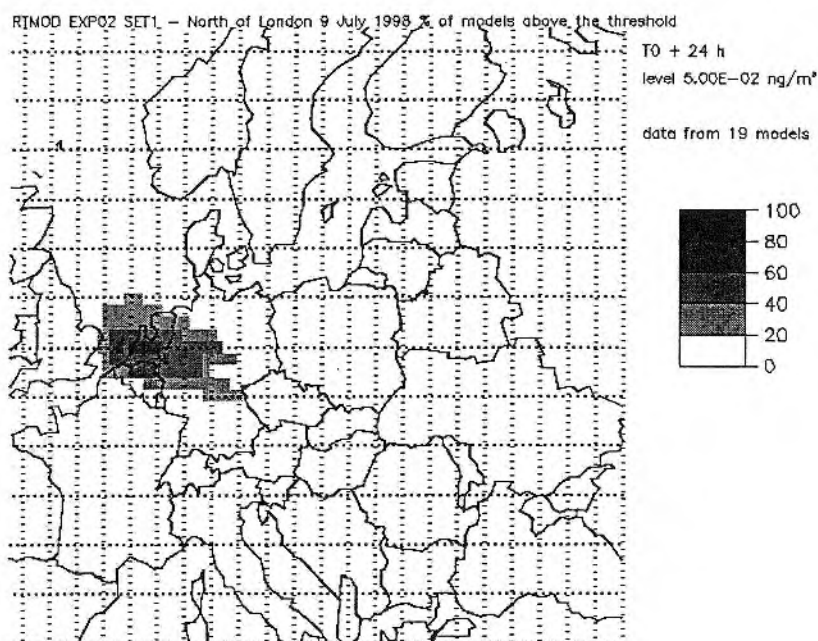 RTMOD EXP02 SET1 - North of London 9 July 1998 % of models above the threshold
T0 + 24 h
level 5.00E-02 ng/m³
data from 19 models
100
80
60
40
20
0